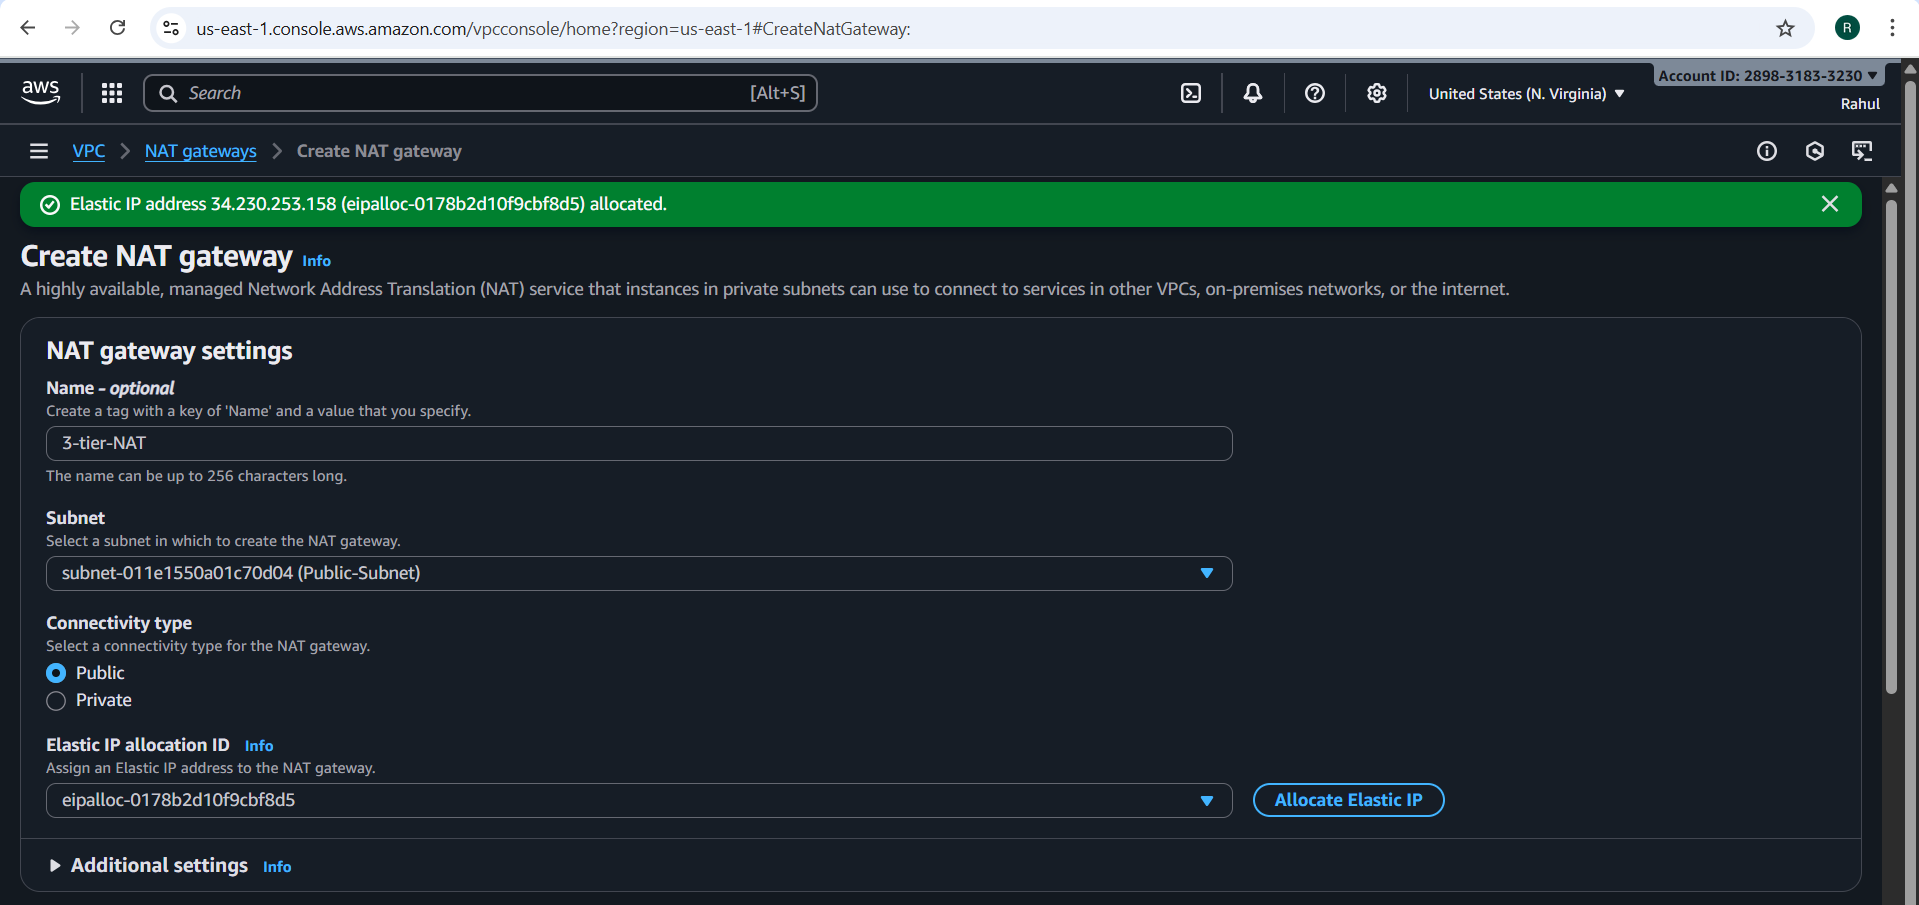 us-east-1.console.aws.amazon.com/vpcconsole/home?region=us-east-1#CreateNatGateway:
R
aws
Search
[Alt+S]
United States (N. Virginia)
Account ID: 2898-3183-3230
Rahul
VPC
NAT gateways
Create NAT gateway
Elastic IP address 34.230.253.158 (eipalloc-0178b2d10f9cbf8d5) allocated.
Create NAT gateway Info
A highly available, managed Network Address Translation (NAT) service that instances in private subnets can use to connect to services in other VPCs, on-premises networks, or the internet.
NAT gateway settings
Name - optional
Create a tag with a key of 'Name' and a value that you specify.
3-tier-NAT
The name can be up to 256 characters long.
Subnet
Select a subnet in which to create the NAT gateway.
subnet-011e1550a01c70d04 (Public-Subnet)
Connectivity type
Select a connectivity type for the NAT gateway.
Public
Private
Elastic IP allocation ID Info
Assign an Elastic IP address to the NAT gateway.
eipalloc-0178b2d10f9cbf8d5
Allocate Elastic IP
Additional settings Info